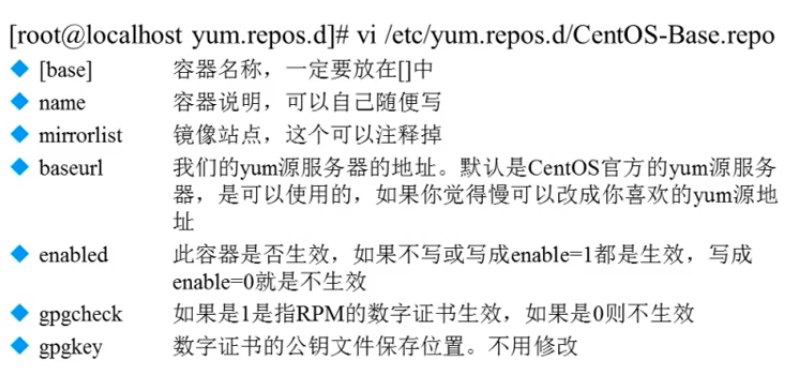 [root@localhost yum.repos.d]# vi /etc/yum.repos.d/CentOS-Base.repo
[base] 容器名称，一定要放在[]中
name 容器说明，可以自己随便写
mirrorlist 镜像站点，这个可以注释掉
baseurl 我们的yum源服务器的地址。默认是CentOS官方的yum源服务
器，是可以使用的，如果你觉得慢可以改成你喜欢的yum源地
址
enabled 此容器是否生效，如果不写或写成enable=1都是生效，写成
enable=0就是不生效
gpgcheck 如果是1是指RPM的数字证书生效，如果是0则不生效
gpgkey 数字证书的公钥文件保存位置。不用修改